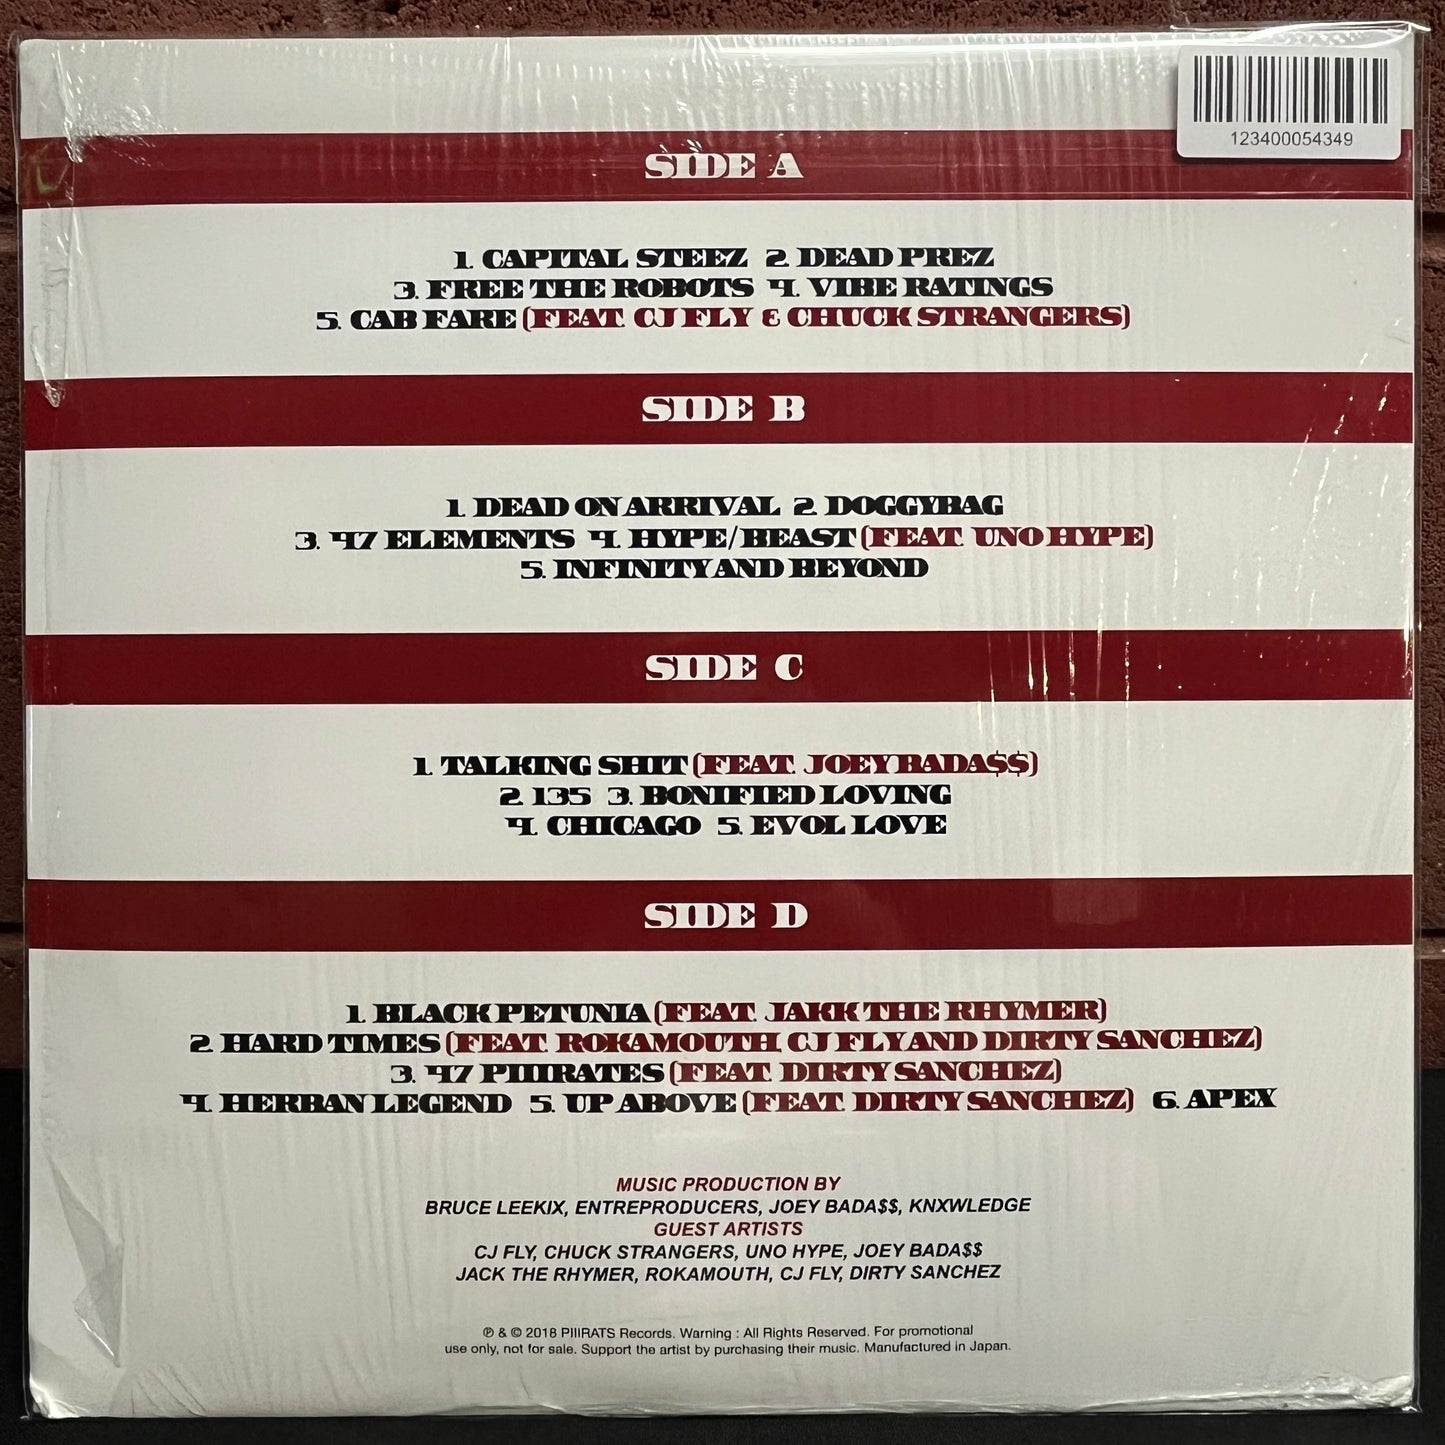 123400054349
SIDE A
1. CAPITAL STEEZ 2. DEAD PREZ
3. FREE THE ROBOTS 4. VIBE RATINGS
5. CAB FARE (FEAT. CJ FLY & CHUCK STRANGERS)
SIDE B
1. DEAD ON ARRIVAL 2. DOGGYBAG
3. 47 ELEMENTS 4. HYPE/BEAST (FEAT. UNO HYPE)
5. INFINITY AND BEYOND
SIDE C
1. TALKING SHIT (FEAT. JOEY BADA$$)
2. 135 3. BONIFIED LOVING
4. CHICAGO 5. EVOL LOVE
SIDE D
1. BLACK PETUNIA (FEAT. JAKK THE RHYMER)
2. HARD TIMES (FEAT. ROKAMOUTH, CJ FLY AND DIRTY SANCHEZ)
3. 47 PIIIRATES (FEAT. DIRTY SANCHEZ)
4. HERBAN LEGEND 5. UP ABOVE (FEAT. DIRTY SANCHEZ) 6. APEX
MUSIC PRODUCTION BY
BRUCE LEEKIX, ENTREPRODUCERS, JOEY BADA$$, KNXWLEDGE
GUEST ARTISTS
CJ FLY, CHUCK STRANGERS, UNO HYPE, JOEY BADA$$
JACK THE RHYMER, ROKAMOUTH, CJ FLY, DIRTY SANCHEZ
℗ & © 2018 PIIIRATS Records. Warning : All Rights Reserved. For promotional
use only, not for sale. Support the artist by purchasing their music. Manufactured in Japan.